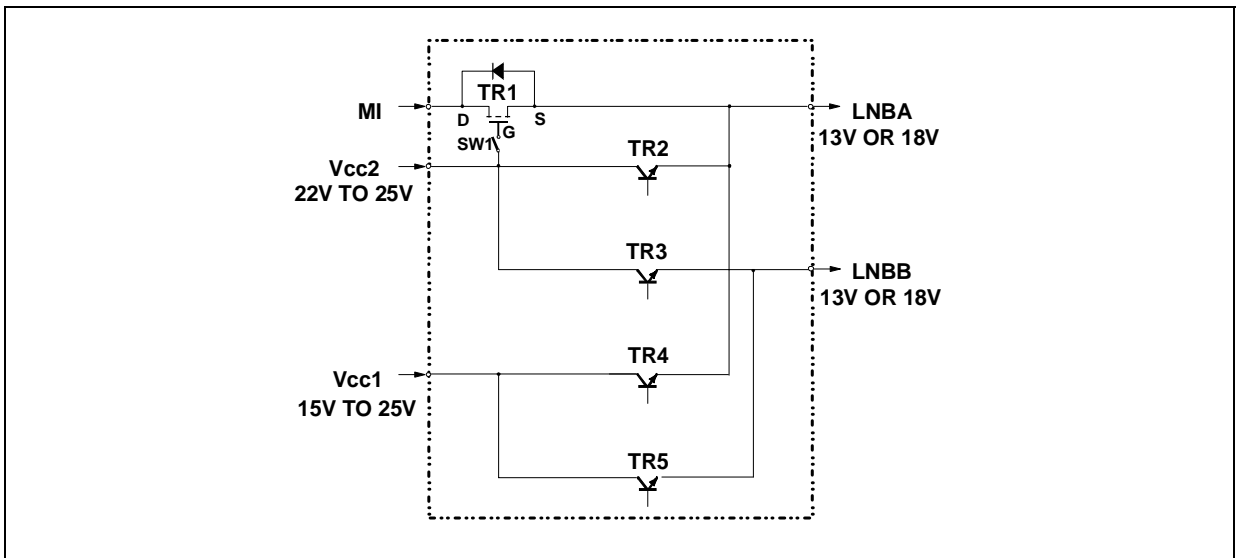 TR1
MI
D
S
G
SW1
LNBA
13V OR 18V
Vcc2
22V TO 25V
TR2
TR3
LNBB
13V OR 18V
TR4
Vcc1
15V TO 25V
TR5